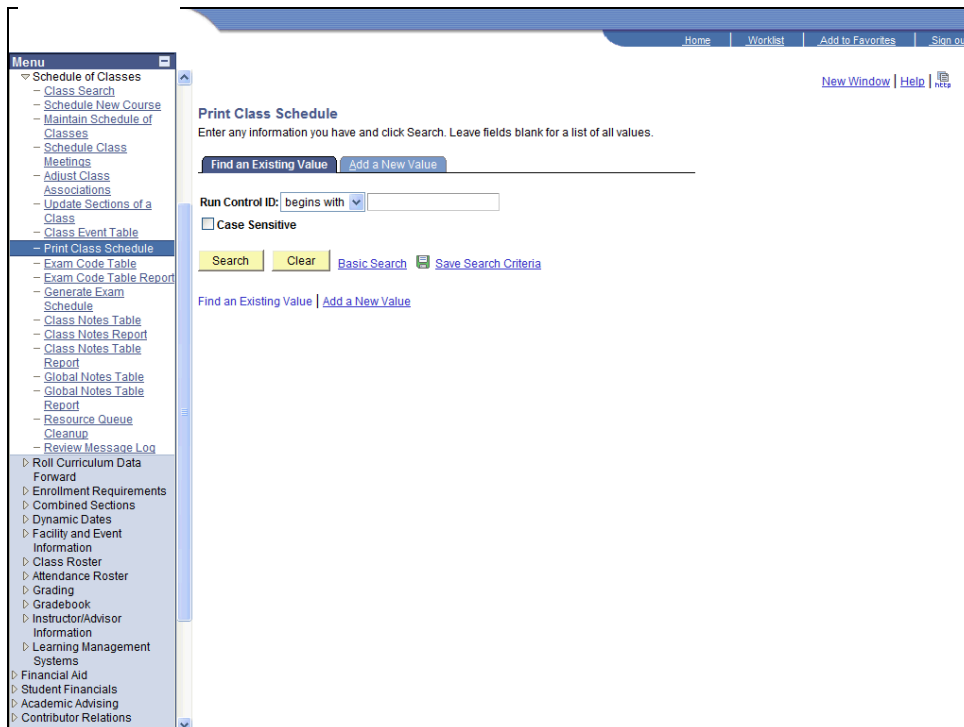 Home Worklist Add to Favorites Sign ou
Menu
New Window | Help | http
Schedule of Classes
Class Search
Schedule New Course
Maintain Schedule of
Classes
Schedule Class
Meetings
Adjust Class
Associations
Update Sections of a
Class
Class Event Table
Print Class Schedule
Exam Code Table
Exam Code Table Report
Generate Exam
Schedule
Class Notes Table
Class Notes Report
Class Notes Table
Report
Global Notes Table
Global Notes Table
Report
Resource Queue
Cleanup
Review Message Log
Roll Curriculum Data
Forward
Enrollment Requirements
Combined Sections
Dynamic Dates
Facility and Event
Information
Class Roster
Attendance Roster
Grading
Gradebook
Instructor/Advisor
Information
Learning Management
Systems
Financial Aid
Student Financials
Academic Advising
Contributor Relations
Print Class Schedule
Enter any information you have and click Search. Leave fields blank for a list of all values.
Find an Existing Value Add a New Value
Run Control ID: begins with
Case Sensitive
Search Clear Basic Search Save Search Criteria
Find an Existing Value | Add a New Value